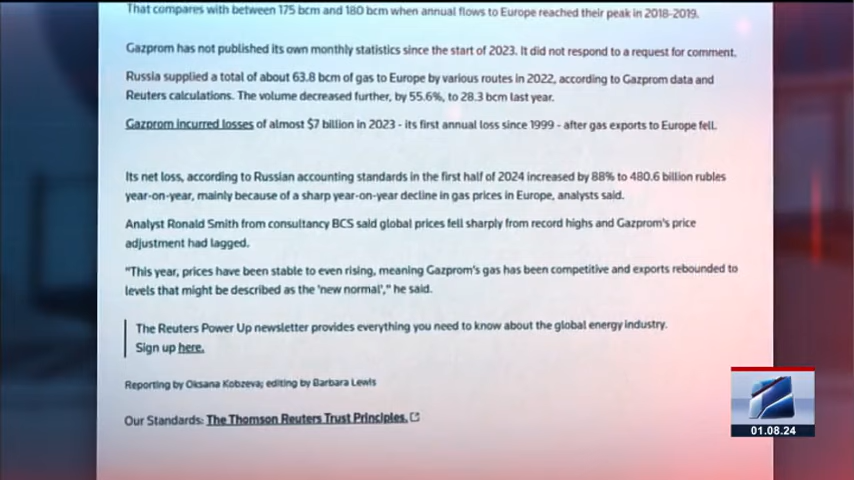 That compares with between 175 bcm and 180 bcm when annual flows to Europe reached their peak in 2018-2019.
Gazprom has not published its own monthly statistics since the start of 2023. It did not respond to a request for comment.
Russia supplied a total of about 63.8 bcm of gas to Europe by various routes in 2022, according to Gazprom data and
Reuters calculations. The volume decreased further, by 55.6%, to 28.3 bcm last year.
Gazprom incurred losses of almost $7 billion in 2023 - its first annual loss since 1999 - after gas exports to Europe fell.
Its net loss, according to Russian accounting standards in the first half of 2024 increased by 88% to 480.6 billion rubles
year-on-year, mainly because of a sharp year-on-year decline in gas prices in Europe, analysts said.
Analyst Ronald Smith from consultancy BCS said global prices fell sharply from record highs and Gazprom's price
adjustment had lagged.
"This year, prices have been stable to even rising, meaning Gazprom's gas has been competitive and exports rebounded to
levels that might be described as the 'new normal'," he said.
The Reuters Power Up newsletter provides everything you need to know about the global energy industry.
Sign up here.
Reporting by Oksana Kobzeva; editing by Barbara Lewis
Our Standards: The Thomson Reuters Trust Principles.
01.08.24